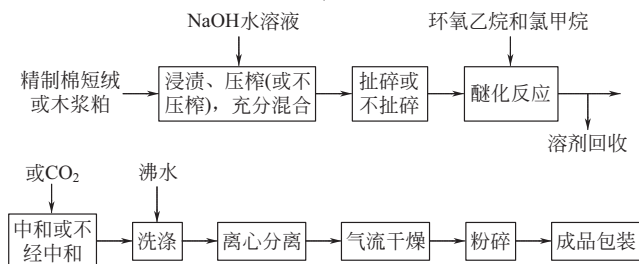 NaOH水溶液
环氧乙烷和氯甲烷
精制棉短绒
或木浆粕
浸渍、压榨(或不
压榨)，充分混合
扯碎或
不扯碎
醚化反应
溶剂回收
或CO₂
沸水
中和或不
经中和
洗涤
离心分离
气流干燥
粉碎
成品包装